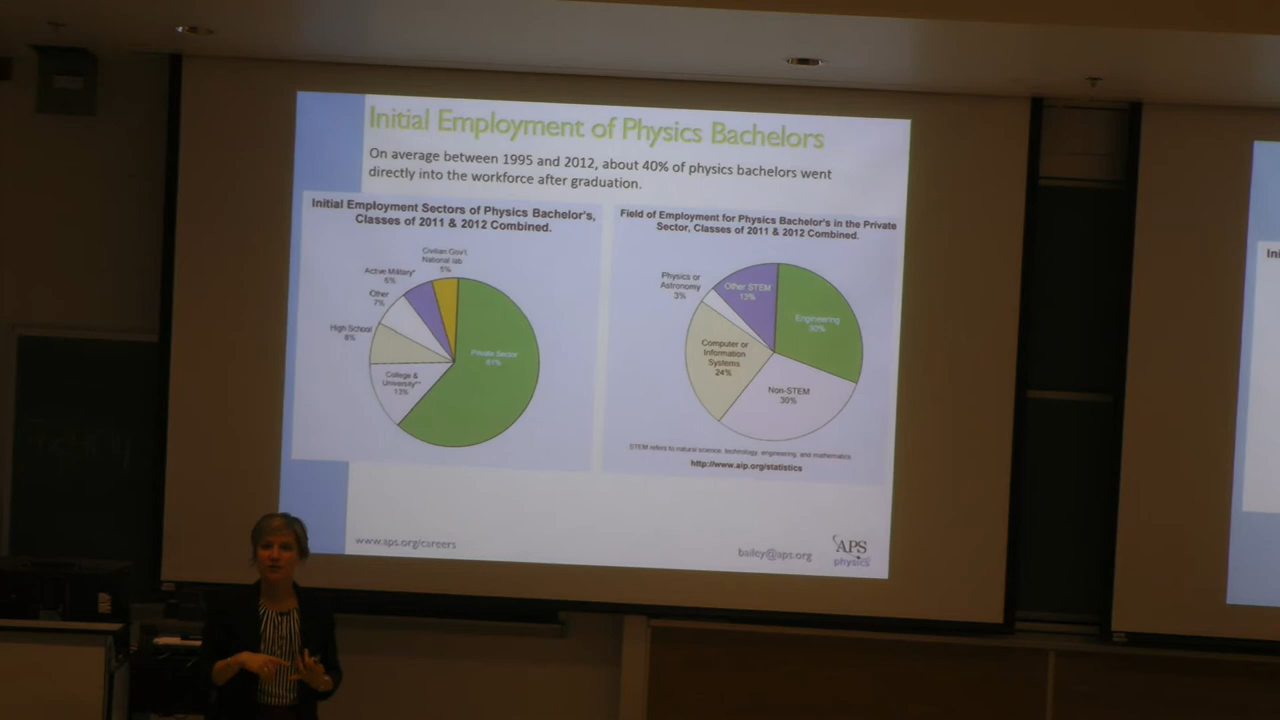 Initial Employment of Physics Bachelors
On average between 1995 and 2012, about 40% of physics bachelors went
directly into the workforce after graduation.
Initial Employment Sectors of Physics Bachelor's,
Classes of 2011 & 2012 Combined.
Civilian Gov't
National lab
5%
Active Military*
6%
Other
7%
High School
8%
College &
University**
13%
Private Sector
61%
Field of Employment for Physics Bachelor's in the Private
Sector, Classes of 2011 & 2012 Combined.
Physics or
Astronomy
3%
Other STEM
13%
Engineering
30%
Computer or
Information
Systems
24%
Non-STEM
30%
STEM refers to natural science, technology, engineering, and mathematics
http://www.aip.org/statistics
www.aps.org/careers
bailey@aps.org
APS
physics
Ini